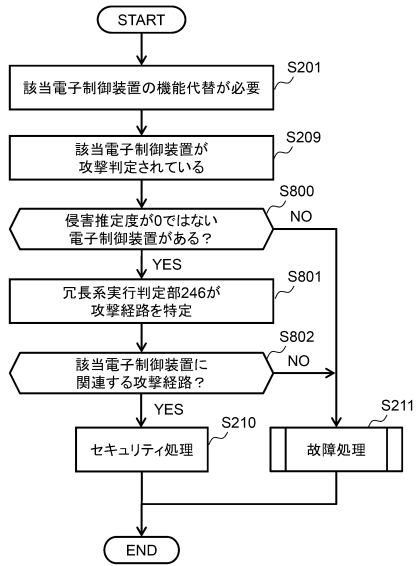 START
該当電子制御装置の機能代替が必要
S201
該当電子制御装置が
攻撃判定されている
S209
侵害推定度が0ではない
電子制御装置がある？
S800
NO
YES
冗長系実行判定部246が
攻撃経路を特定
S801
該当電子制御装置に
関連する攻撃経路？
S802
NO
YES
セキュリティ処理
S210
故障処理
S211
END